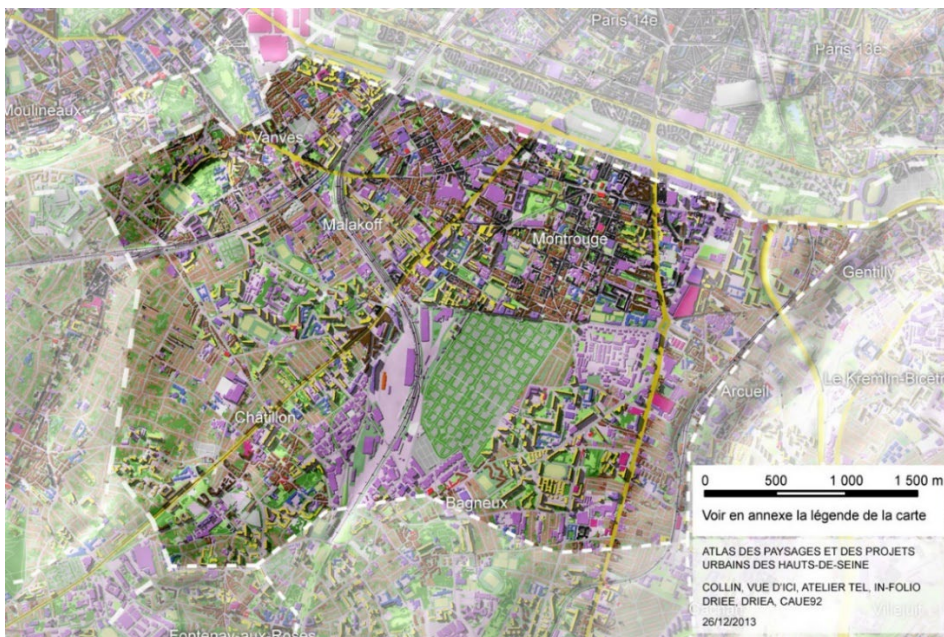 Paris 14e
Paris 13e
Moulineaux
Vanves
Malakoff
Montrouge
Gentilly
Le Kremlin-Bicêtr
Arcueil
Châtillon
Bagneux
Fontenay-aux-Roses
Villejuif
0 500 1 000 1 500 m
Voir en annexe la légende de la carte
ATLAS DES PAYSAGES ET DES PROJETS
URBAINS DES HAUTS-DE-SEINE
COLLIN, VUE D'ICI, ATELIER TEL, IN-FOLIO
DRIEE, DRIEA, CAUE92
26/12/2013